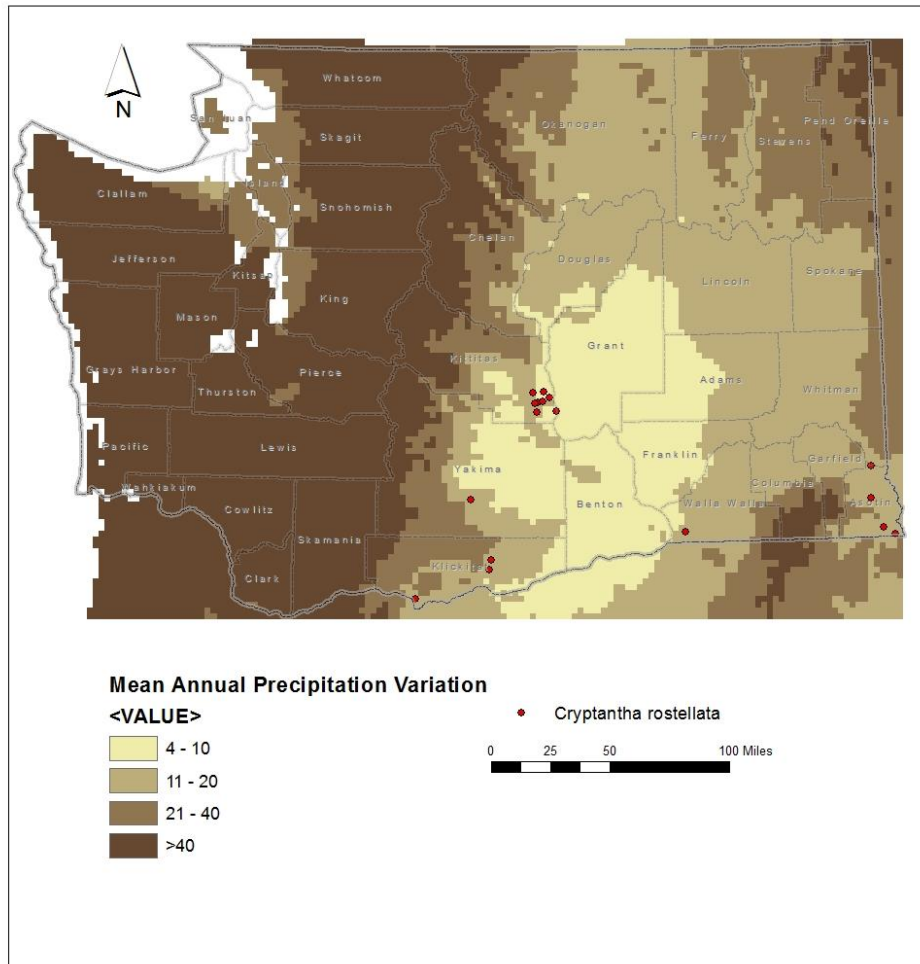 N
Whatcom
San Juan
Okanogan
Ferry
Pend Oreille
Stevens
Skagit
Island
Clallam
Snohomish
Chelan
Jefferson
Douglas
Lincoln
Spokane
Kitsap
King
Mason
Grant
Grays Harbor
Pierce
Kittitas
Adams
Whitman
Thurston
Pacific
Lewis
Yakima
Franklin
Garfield
Columbia
Wahkiakum
Benton
Walla Walla
Asotin
Cowlitz
Skamania
Klickitat
Clark
Mean Annual Precipitation Variation
<VALUE>
4 - 10
11 - 20
21 - 40
>40
Cryptantha rostellata
0 25 50 100 Miles